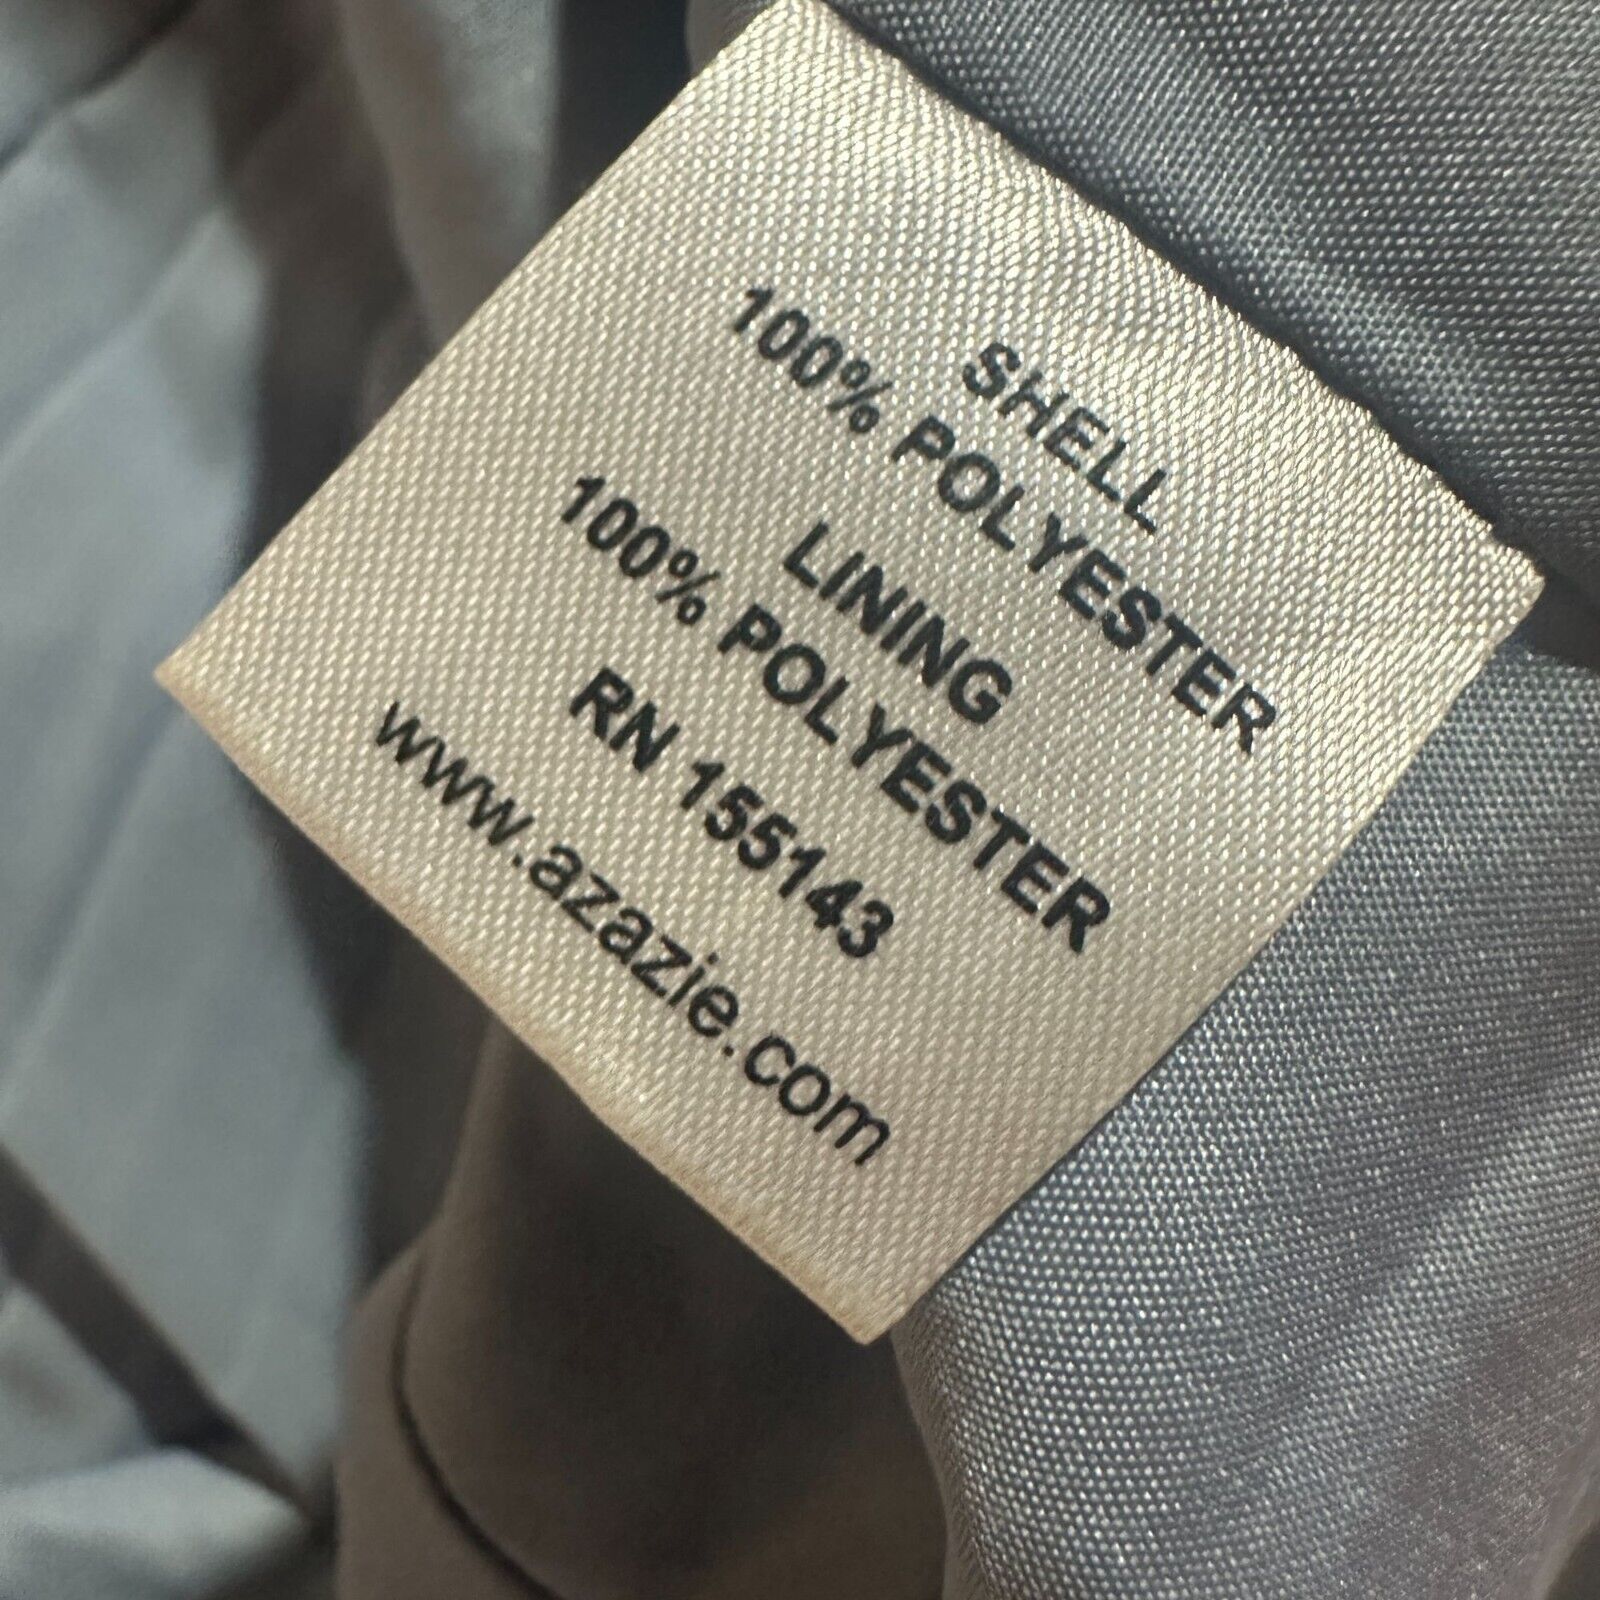 SHELL
100% POLYESTER
LINING
100% POLYESTER
RN 155143
www.azazie.com